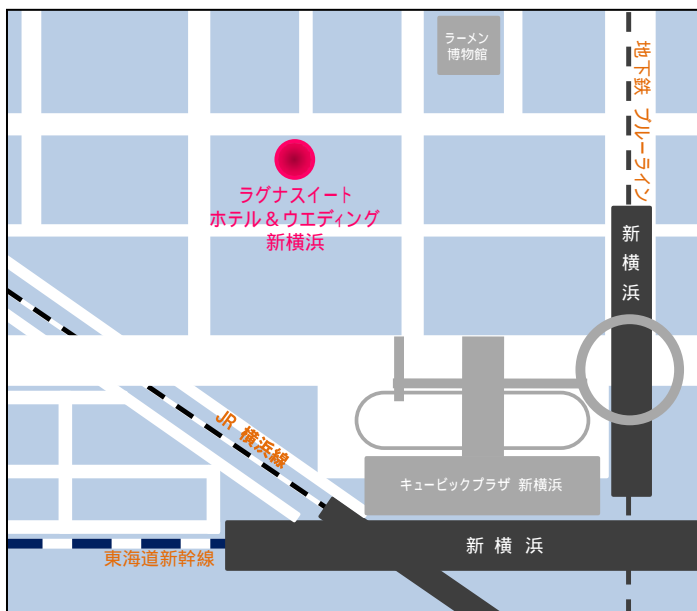 ラーメン
博物館
地下鉄 ブルーライン
ラグナスイート
ホテル＆ウエディング
新横浜
新横浜
JR 横浜線
キュービックプラザ 新横浜
新横浜
東海道新幹線